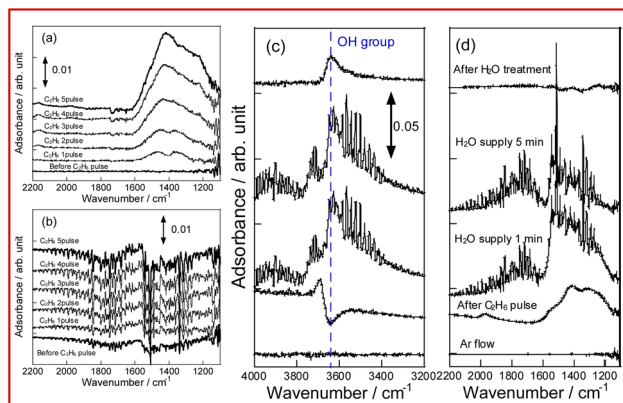 (a)
0.01
C₂H₆ 5pulse
C₂H₆ 4pulse
C₂H₆ 3pulse
C₂H₆ 2pulse
C₂H₆ 1pulse
Before C₂H₆ pulse
Adsorbance / arb. unit
2200 2000 1800 1600 1400 1200
Wavenumber / cm⁻¹
(b)
0.01
C₂H₆ 5pulse
C₂H₆ 4pulse
C₂H₆ 3pulse
C₂H₆ 2pulse
C₂H₆ 1pulse
Before C₂H₆ pulse
Adsorbance / arb. unit
2200 2000 1800 1600 1400 1200
Wavenumber / cm⁻¹
(c)
OH group
0.05
Adsorbance / arb. unit
4000 3800 3600 3400 3200
Wavenumber / cm⁻¹
(d)
After H₂O treatment
H₂O supply 5 min
H₂O supply 1 min
After C₂H₆ pulse
Ar flow
2200 2000 1800 1600 1400 1200
Wavenumber / cm⁻¹